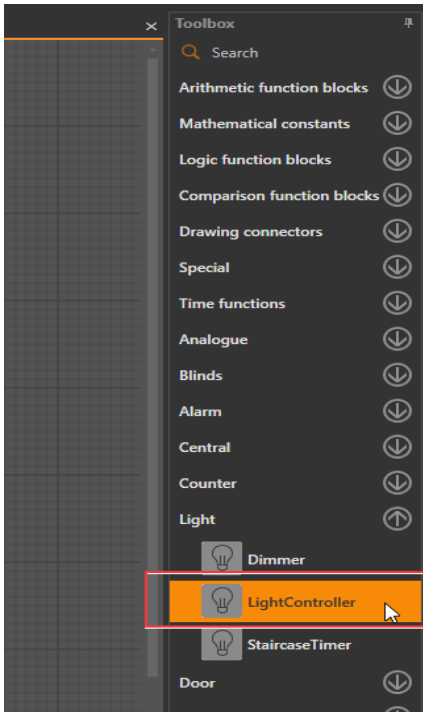 Toolbox
Search
Arithmetic function blocks
Mathematical constants
Logic function blocks
Comparison function blocks
Drawing connectors
Special
Time functions
Analogue
Blinds
Alarm
Central
Counter
Light
Dimmer
LightController
StaircaseTimer
Door